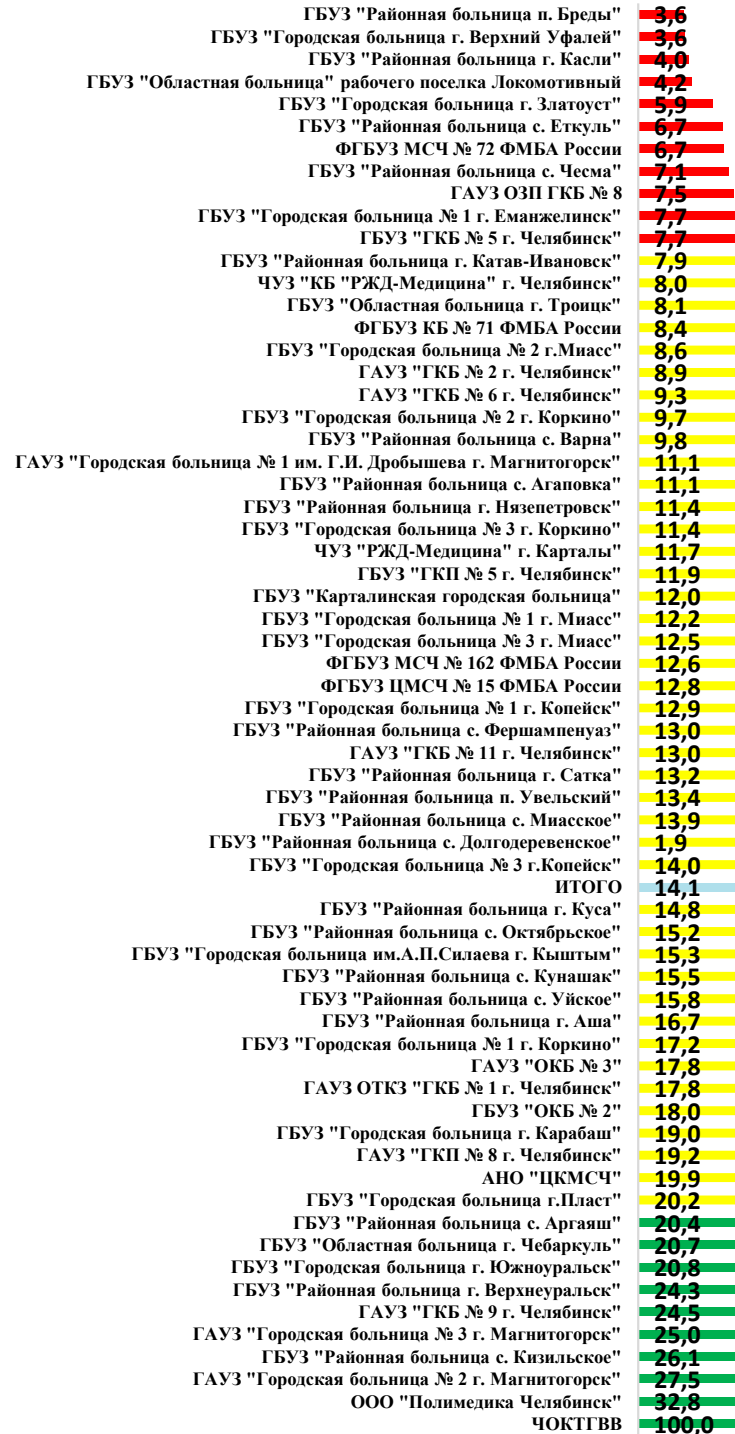 ГБУЗ "Районная больница п. Бреды" 3,6
ГБУЗ "Городская больница г. Верхний Уфалей" 3,6
ГБУЗ "Районная больница г. Касли" 4,0
ГБУЗ "Областная больница" рабочего поселка Локомотивный 4,2
ГБУЗ "Городская больница г. Златоуст" 5,9
ГБУЗ "Районная больница с. Еткуль" 6,7
ФГБУЗ МСЧ № 72 ФМБА России 6,7
ГБУЗ "Районная больница с. Чесма" 7,1
ГАУЗ ОЗП ГКБ № 8 7,5
ГБУЗ "Городская больница № 1 г. Еманжелинск" 7,7
ГБУЗ "ГКБ № 5 г. Челябинск" 7,7
ГБУЗ "Районная больница г. Катав-Ивановск" 7,9
ЧУЗ "КБ "РЖД-Медицина" г. Челябинск" 8,0
ГБУЗ "Областная больница г. Троицк" 8,1
ФГБУЗ КБ № 71 ФМБА России 8,4
ГБУЗ "Городская больница № 2 г.Миасс" 8,6
ГАУЗ "ГКБ № 2 г. Челябинск" 8,9
ГАУЗ "ГКБ № 6 г. Челябинск" 9,3
ГБУЗ "Городская больница № 2 г. Коркино" 9,7
ГБУЗ "Районная больница с. Варна" 9,8
ГАУЗ "Городская больница № 1 им. Г.И. Дробышева г. Магнитогорск" 11,1
ГБУЗ "Районная больница с. Агаповка" 11,1
ГБУЗ "Районная больница г. Нязепетровск" 11,4
ГБУЗ "Городская больница № 3 г. Коркино" 11,4
ЧУЗ "РЖД-Медицина" г. Карталы" 11,7
ГБУЗ "ГКП № 5 г. Челябинск" 11,9
ГБУЗ "Карталинская городская больница" 12,0
ГБУЗ "Городская больница № 1 г. Миасс" 12,2
ГБУЗ "Городская больница № 3 г. Миасс" 12,5
ФГБУЗ МСЧ № 162 ФМБА России 12,6
ФГБУЗ ЦМСЧ № 15 ФМБА России 12,8
ГБУЗ "Городская больница № 1 г. Копейск" 12,9
ГБУЗ "Районная больница с. Фершампенуаз" 13,0
ГАУЗ "ГКБ № 11 г. Челябинск" 13,0
ГБУЗ "Районная больница г. Сатка" 13,2
ГБУЗ "Районная больница п. Увельский" 13,4
ГБУЗ "Районная больница с. Миасское" 13,9
ГБУЗ "Районная больница с. Долгодеревенское" 1,9
ГБУЗ "Городская больница № 3 г.Копейск" 14,0
ИТОГО 14,1
ГБУЗ "Районная больница г. Куса" 14,8
ГБУЗ "Районная больница с. Октябрьское" 15,2
ГБУЗ "Городская больница им.А.П.Силаева г. Кыштым" 15,3
ГБУЗ "Районная больница с. Кунашак" 15,5
ГБУЗ "Районная больница с. Уйское" 15,8
ГБУЗ "Районная больница г. Аша" 16,7
ГБУЗ "Городская больница № 1 г. Коркино" 17,2
ГАУЗ "ОКБ № 3" 17,8
ГАУЗ ОТКЗ "ГКБ № 1 г. Челябинск" 17,8
ГБУЗ "ОКБ № 2" 18,0
ГБУЗ "Городская больница г. Карабаш" 19,0
ГАУЗ "ГКП № 8 г. Челябинск" 19,2
АНО "ЦКМСЧ" 19,9
ГБУЗ "Городская больница г.Пласт" 20,2
ГБУЗ "Районная больница с. Аргаяш" 20,4
ГБУЗ "Областная больница г. Чебаркуль" 20,7
ГБУЗ "Городская больница г. Южноуральск" 20,8
ГБУЗ "Районная больница г. Верхнеуральск" 24,3
ГАУЗ "ГКБ № 9 г. Челябинск" 24,5
ГАУЗ "Городская больница № 3 г. Магнитогорск" 25,0
ГБУЗ "Районная больница с. Кизильское" 26,1
ГАУЗ "Городская больница № 2 г. Магнитогорск" 27,5
ООО "Полимедика Челябинск" 32,8
ЧОКТГВВ 100,0